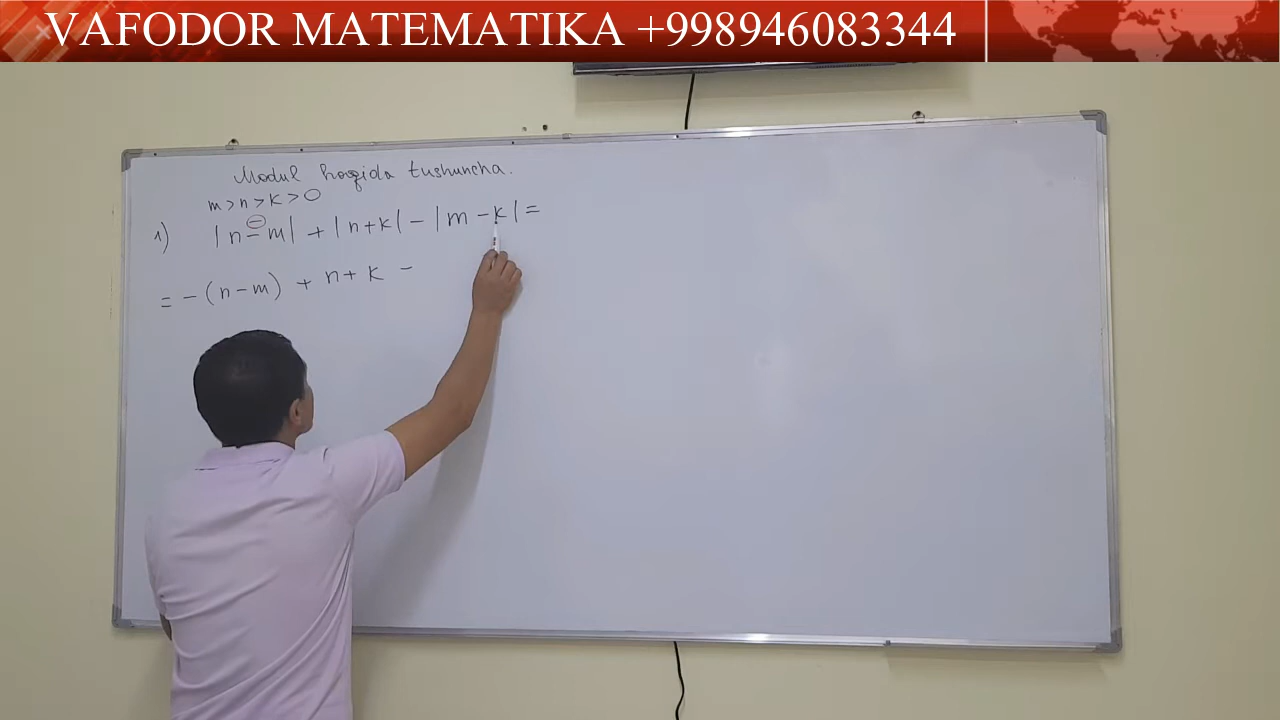 VAFODOR MATEMATIKA +998946083344
Modul haqida tushuncha.
m > n > k > 0
1) |n - m| + |n + k| - |m - k| =
= - (n - m) + n + k -